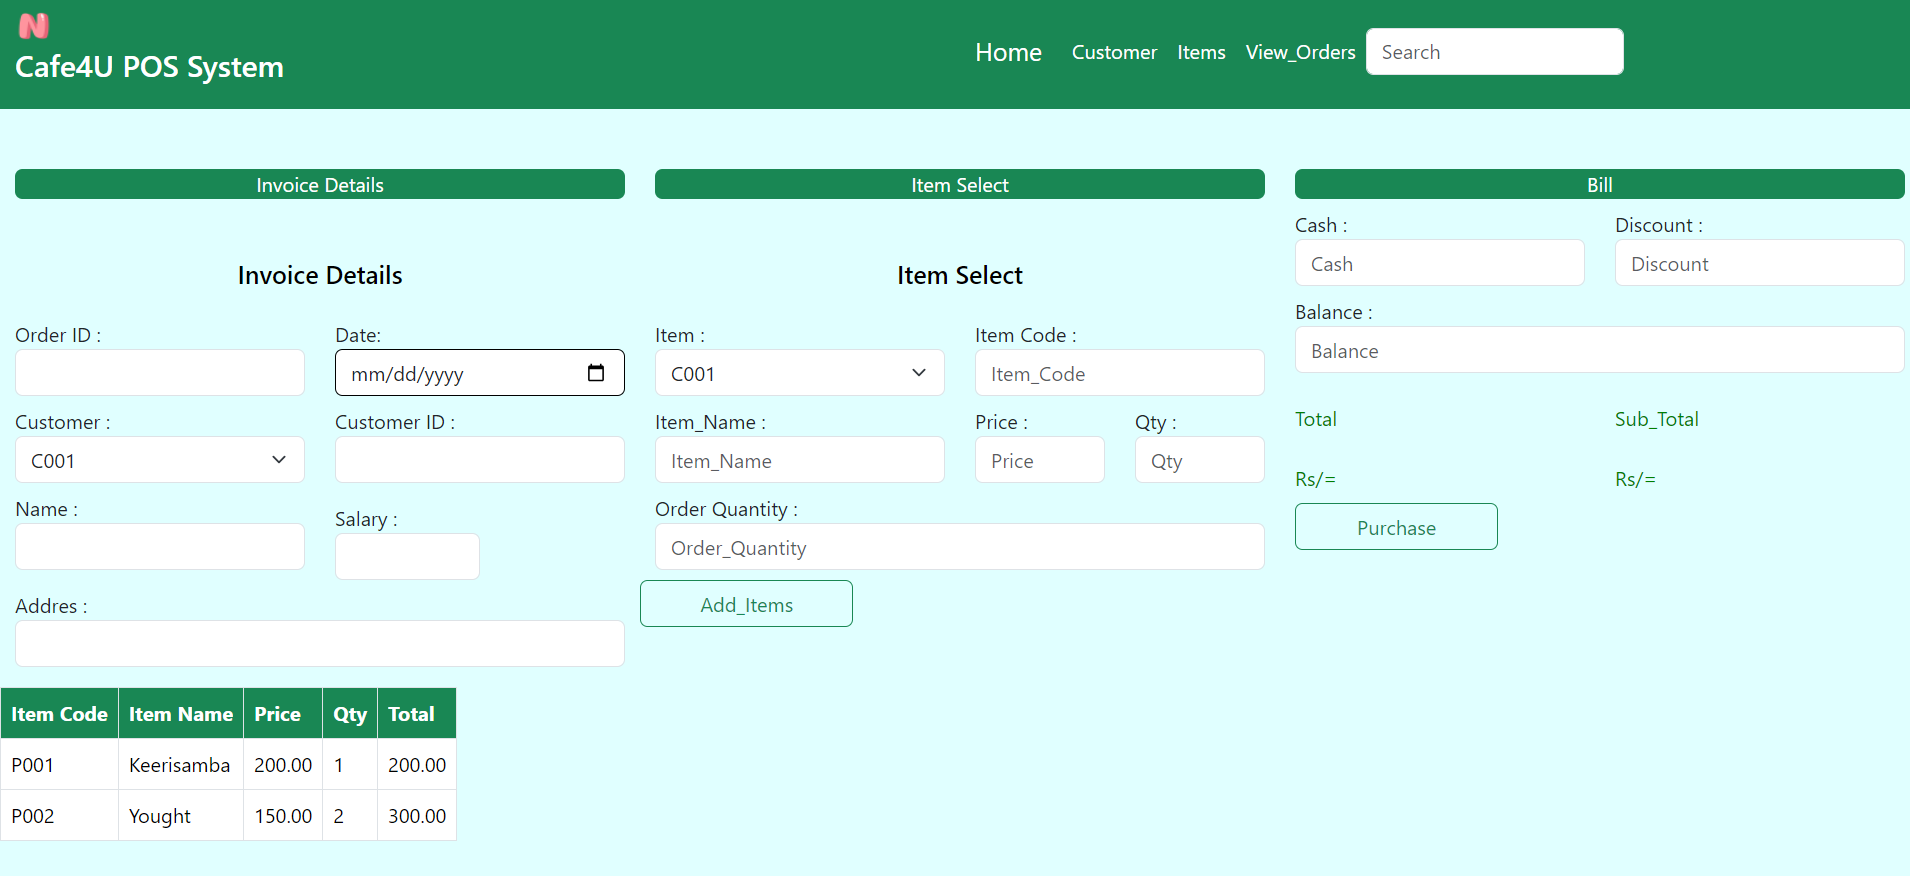 N
Cafe4U POS System
Home Customer Items View_Orders Search
Invoice Details
Invoice Details
Order ID : Date:
mm/dd/yyyy
Customer : Customer ID :
C001
Name : Salary :
Addres :
Item Select
Item Select
Item : Item Code :
C001 Item_Code
Item_Name : Price : Qty :
Item_Name Price Qty
Order Quantity :
Order_Quantity
Add_Items
Bill
Cash : Discount :
Cash Discount
Balance :
Balance
Total Sub_Total
Rs/= Rs/=
Purchase
Item Code Item Name Price Qty Total
P001 Keerisamba 200.00 1 200.00
P002 Yought 150.00 2 300.00